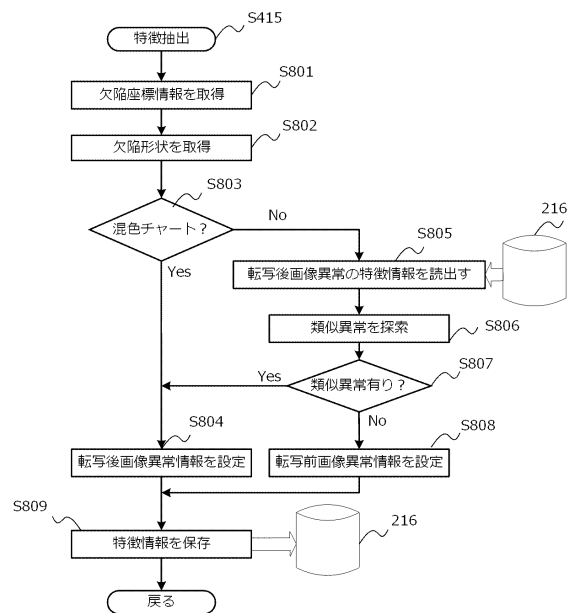 S415
特徴抽出
S801
欠陥座標情報を取得
S802
欠陥形状を取得
S803
混色チャート?
No
Yes
216
S805
転写後画像異常の特徴情報を読出す
類似異常を探索
S806
S807
類似異常有り?
Yes
No
S804
転写後画像異常情報を設定
S808
転写前画像異常情報を設定
S809
特徴情報を保存
216
戻る